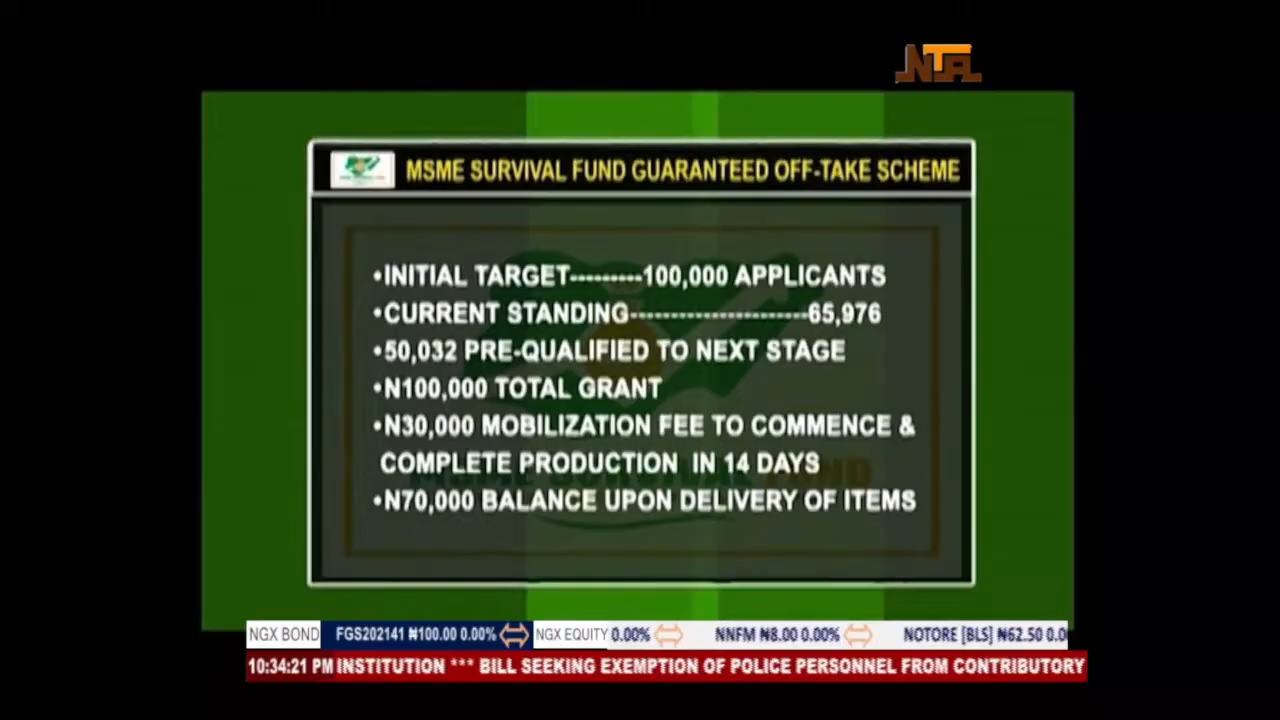 NTA
MSME SURVIVAL FUND GUARANTEED OFF-TAKE SCHEME
•INITIAL TARGET---------100,000 APPLICANTS
•CURRENT STANDING----------------------65,976
•50,032 PRE-QUALIFIED TO NEXT STAGE
•N100,000 TOTAL GRANT
•N30,000 MOBILIZATION FEE TO COMMENCE &
COMPLETE PRODUCTION IN 14 DAYS
•N70,000 BALANCE UPON DELIVERY OF ITEMS
NGX BOND FGS202141 ₦100.00 0.00% NGX EQUITY 0.00% NNFM ₦8.00 0.00% NOTORE [BLS] ₦62.50 0.0
10:34:21 PM INSTITUTION *** BILL SEEKING EXEMPTION OF POLICE PERSONNEL FROM CONTRIBUTORY